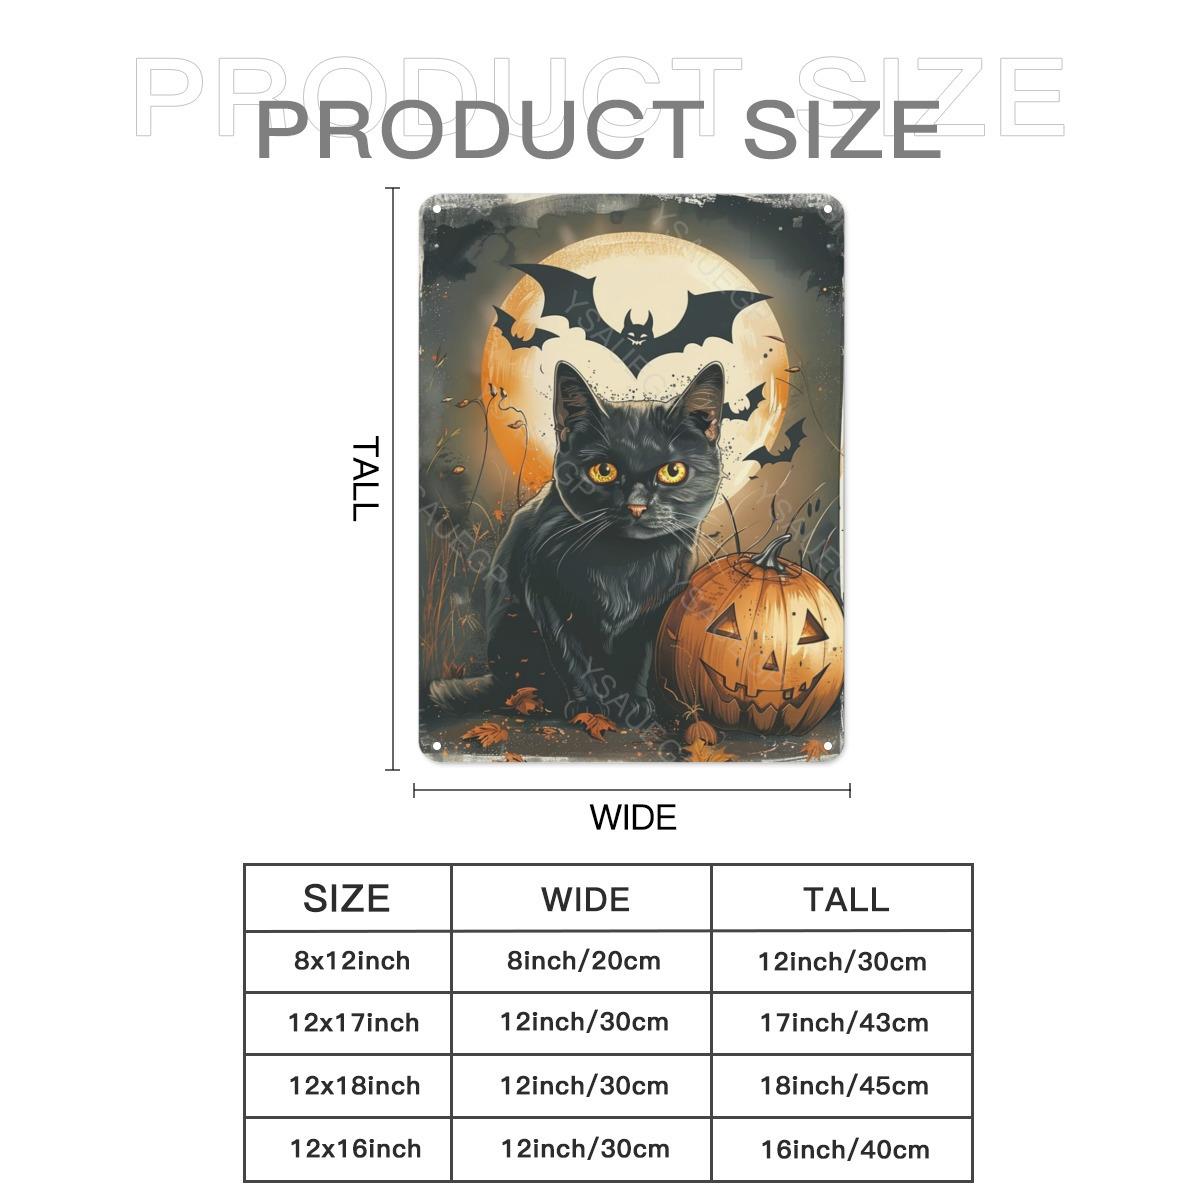 PRODUCT SIZE
PRODUCT SIZE
TALL
WIDE
SIZE WIDE TALL
8x12inch 8inch/20cm 12inch/30cm
12x17inch 12inch/30cm 17inch/43cm
12x18inch 12inch/30cm 18inch/45cm
12x16inch 12inch/30cm 16inch/40cm